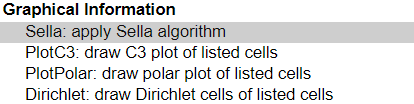 Graphical Information
Sella: apply Sella algorithm
PlotC3: draw C3 plot of listed cells
PlotPolar: draw polar plot of listed cells
Dirichlet: draw Dirichlet cells of listed cells